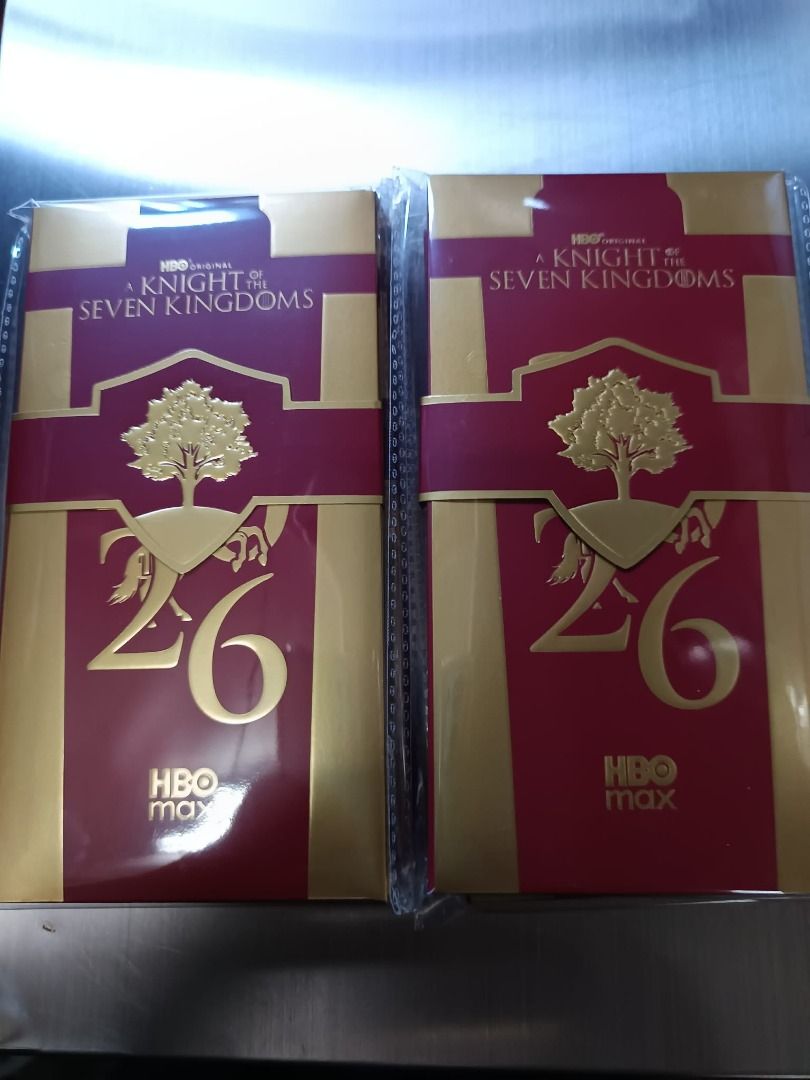 HBO ORIGINAL
A KNIGHT OF THE
SEVEN KINGDOMS
26
HBO
max
HBO ORIGINAL
A KNIGHT OF THE
SEVEN KINGDOMS
26
HBO
max